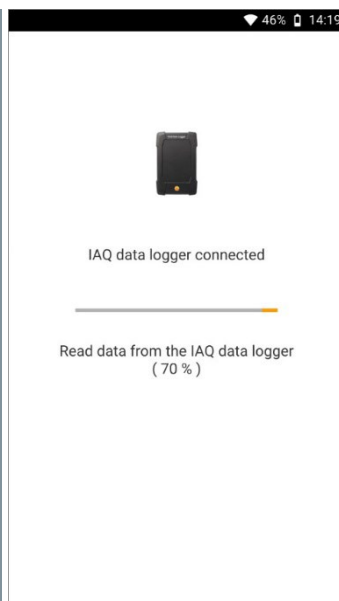 46% 14:19
IAQ data logger connected
Read data from the IAQ data logger
( 70 % )